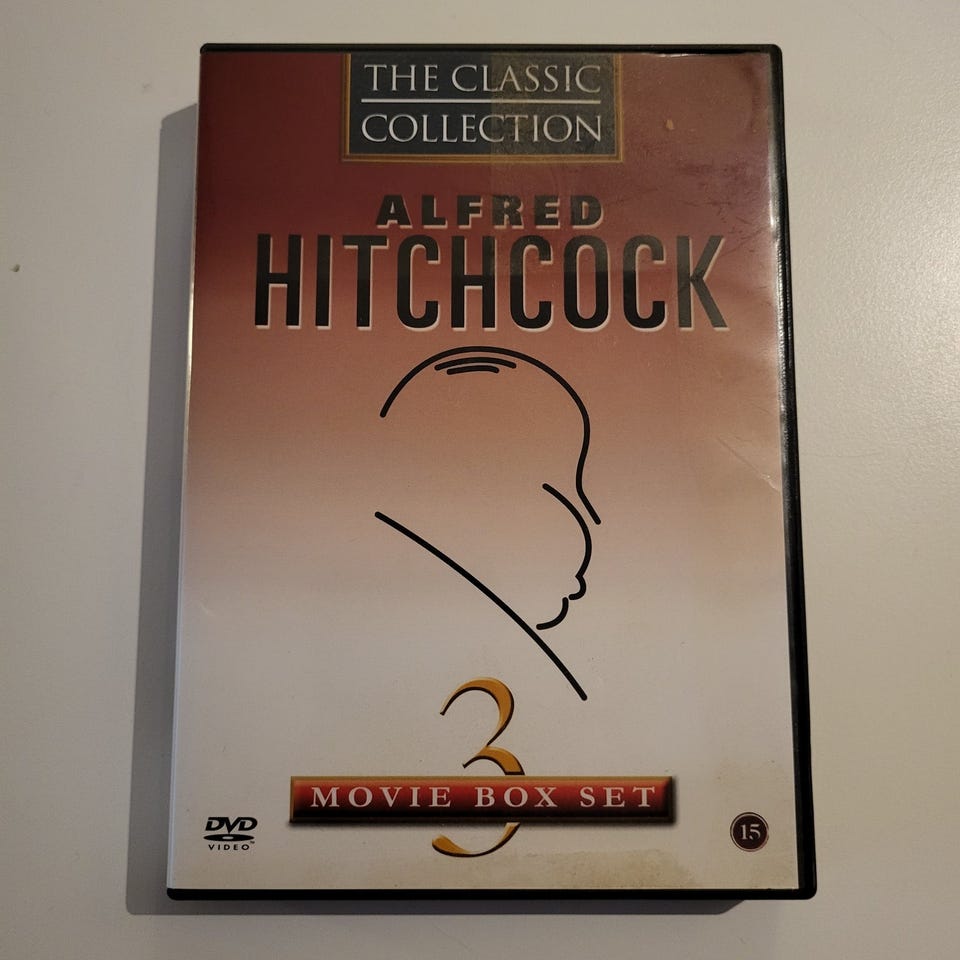 THE CLASSIC
COLLECTION
ALFRED
HITCHCOCK
3
MOVIE BOX SET
DVD
VIDEO
15